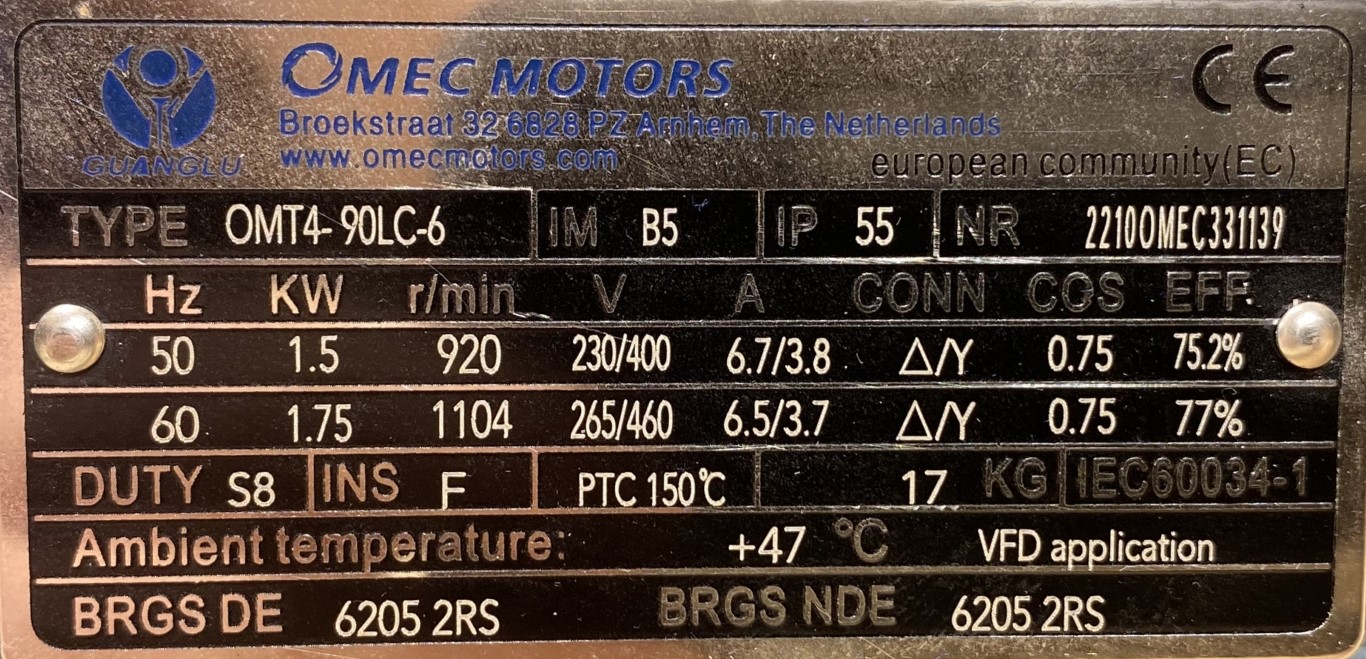 OMEC MOTORS
Broekstraat 32 6828 PZ Arnhem, The Netherlands
GUANGLU www.omecmotors.com
CE
european community(EC)
TYPE OMT4-90LC-6 IM B5 IP 55 NR 2210OMEC331139
Hz KW r/min V A CONN COS EFF.
50 1.5 920 230/400 6.7/3.8 Δ/Y 0.75 75.2%
60 1.75 1104 265/460 6.5/3.7 Δ/Y 0.75 77%
DUTY S8 INS F PTC 150℃ 17 KG IEC60034-1
Ambient temperature: +47 °C VFD application
BRGS DE 6205 2RS BRGS NDE 6205 2RS